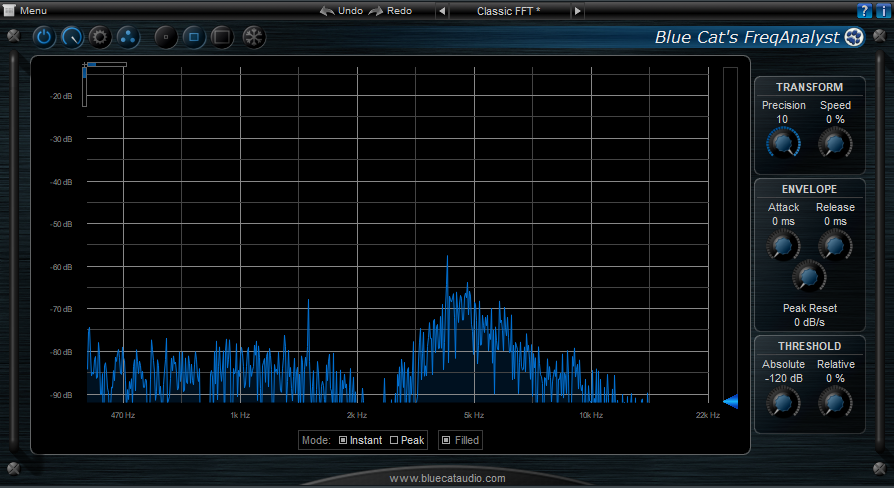 Menu Undo Redo Classic FFT * ? i
Blue Cat's FreqAnalyst
-20 dB
-30 dB
-40 dB
-50 dB
-60 dB
-70 dB
-80 dB
-90 dB
470 Hz 1k Hz 2k Hz 5k Hz 10k Hz 22k Hz
Mode: Instant Peak Filled
TRANSFORM
Precision Speed
10 0 %
ENVELOPE
Attack Release
0 ms 0 ms
Peak Reset
0 dB/s
THRESHOLD
Absolute Relative
-120 dB 0 %
www.bluecataudio.com